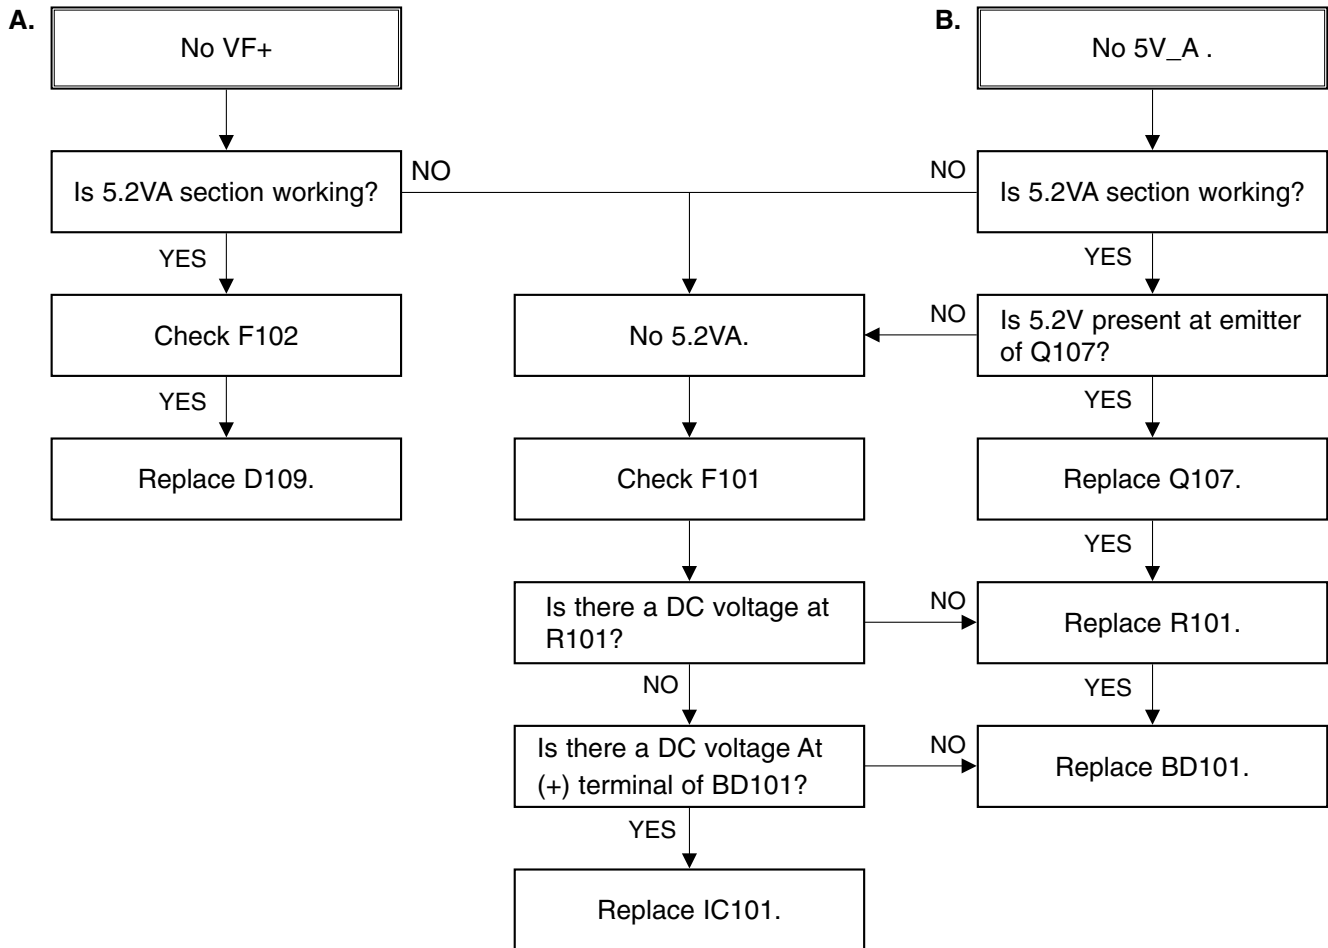 A.
No VF+
Is 5.2VA section working?
NO
YES
Check F102
YES
Replace D109.
B.
No 5V_A .
NO
Is 5.2VA section working?
YES
NO
Is 5.2V present at emitter
of Q107?
YES
Replace Q107.
YES
Replace R101.
YES
Replace BD101.
No 5.2VA.
Check F101
Is there a DC voltage at
R101?
NO
NO
Is there a DC voltage At
(+) terminal of BD101?
NO
YES
Replace IC101.